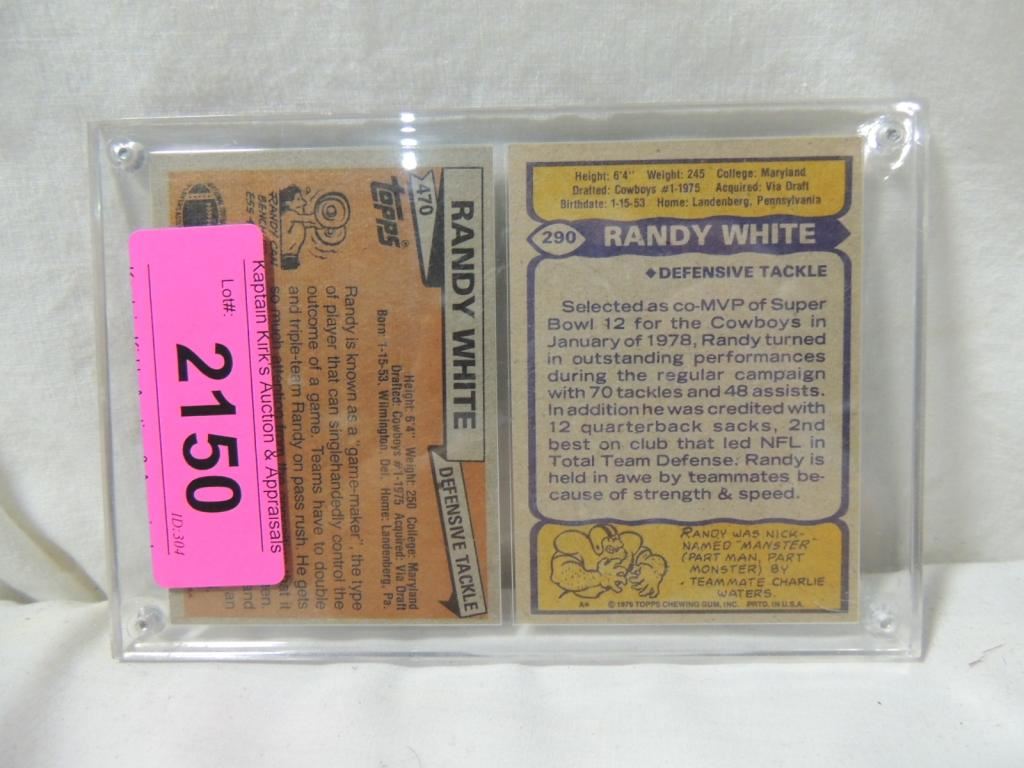 Kaptain Kirk's Auction & Appraisals
Lot#:
2150
ID:304
470
topps®
RANDY WHITE
DEFENSIVE TACKLE
Height: 6'4" Weight: 250 College: Maryland
Drafted: Cowboys #1-1975 Acquired: Via Draft
Born: 1-15-53, Wilmington, Del. Home: Landenberg, Pa.
Randy is known as a "game-maker", the type
of player that can singlehandedly control the
outcome of a game. Teams have to double
and triple-team Randy on pass rush. He gets
so much attention from
RANDY CAN
BENCH
Height: 6'4" Weight: 245 College: Maryland
Drafted: Cowboys #1-1975 Acquired: Via Draft
Birthdate: 1-15-53 Home: Landenberg, Pennsylvania
290 RANDY WHITE
◆DEFENSIVE TACKLE
Selected as co-MVP of Super
Bowl 12 for the Cowboys in
January of 1978, Randy turned
in outstanding performances
during the regular campaign
with 70 tackles and 48 assists.
In addition he was credited with
12 quarterback sacks, 2nd
best on club that led NFL in
Total Team Defense. Randy is
held in awe by teammates be-
cause of strength & speed.
RANDY WAS NICK-
NAMED "MANSTER"
(PART MAN, PART
MONSTER) BY
TEAMMATE CHARLIE
WATERS.
A* © 1979 TOPPS CHEWING GUM, INC. PRTD. IN U.S.A.